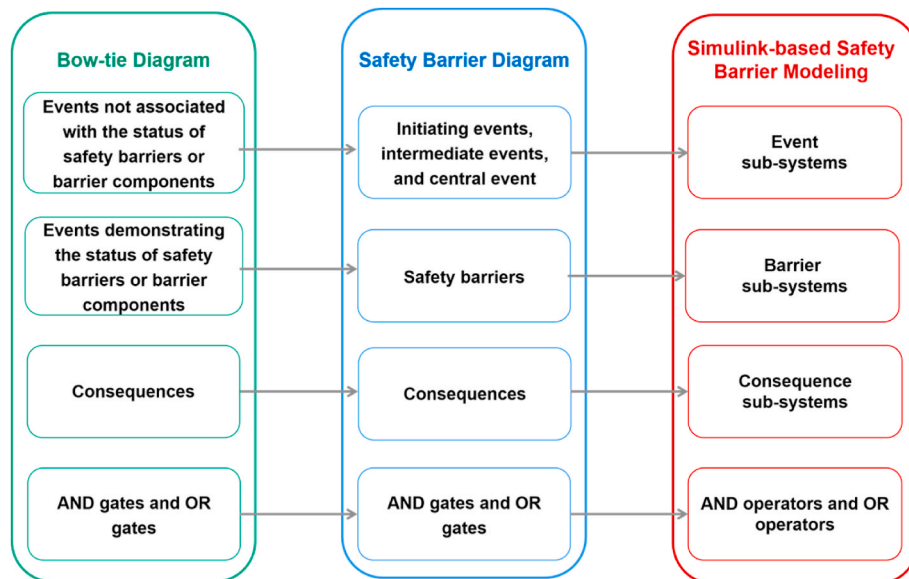 Bow-tie Diagram
Events not associated
with the status of
safety barriers or
barrier components
Events demonstrating
the status of safety
barriers or barrier
components
Consequences
AND gates and OR
gates
Safety Barrier Diagram
Initiating events,
intermediate events,
and central event
Safety barriers
Consequences
AND gates and OR
gates
Simulink-based Safety
Barrier Modeling
Event
sub-systems
Barrier
sub-systems
Consequence
sub-systems
AND operators and OR
operators